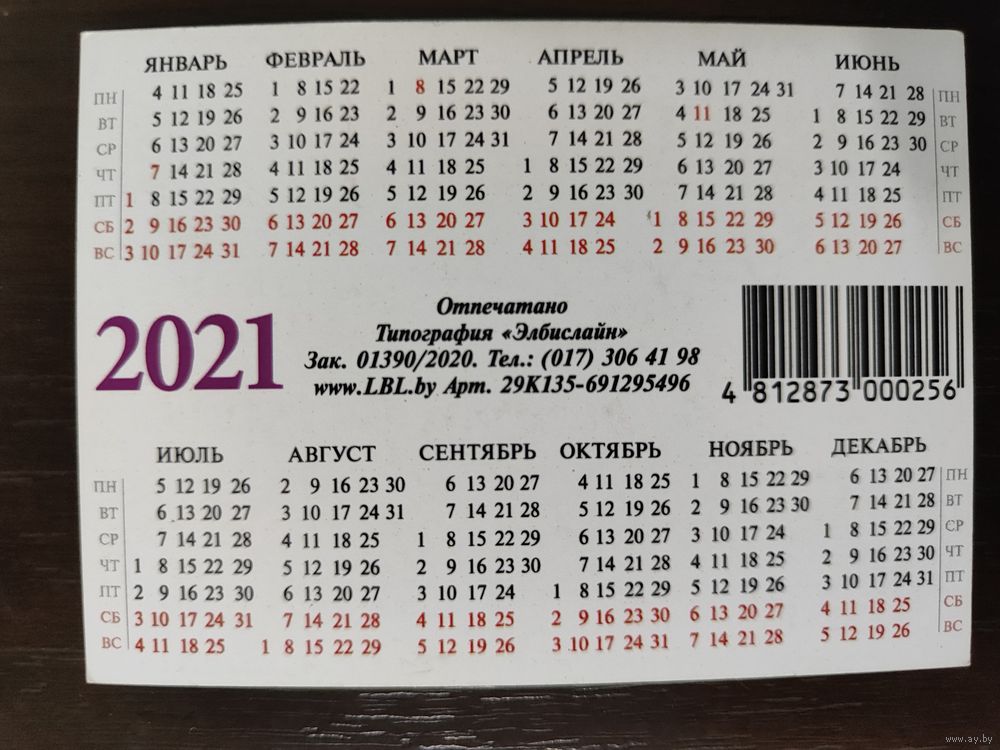 ЯНВАРЬ ФЕВРАЛЬ МАРТ АПРЕЛЬ МАЙ ИЮНЬ
ПН 4 11 18 25 1 8 15 22 1 8 15 22 29 5 12 19 26 3 10 17 24 31 7 14 21 28 ПН
ВТ 5 12 19 26 2 9 16 23 2 9 16 23 30 6 13 20 27 4 11 18 25 1 8 15 22 29 ВТ
СР 6 13 20 27 3 10 17 24 3 10 17 24 31 7 14 21 28 5 12 19 26 2 9 16 23 30 СР
ЧТ 7 14 21 28 4 11 18 25 4 11 18 25 1 8 15 22 29 6 13 20 27 3 10 17 24 ЧТ
ПТ 1 8 15 22 29 5 12 19 26 5 12 19 26 2 9 16 23 30 7 14 21 28 4 11 18 25 ПТ
СБ 2 9 16 23 30 6 13 20 27 6 13 20 27 3 10 17 24 1 8 15 22 29 5 12 19 26 СБ
ВС 3 10 17 24 31 7 14 21 28 7 14 21 28 4 11 18 25 2 9 16 23 30 6 13 20 27 ВС
2021
Отпечатано
Типография «Элбислайн»
Зак. 01390/2020. Тел.: (017) 306 41 98
www.LBL.by Арт. 29К135-691295496
4 812873 000256
ИЮЛЬ АВГУСТ СЕНТЯБРЬ ОКТЯБРЬ НОЯБРЬ ДЕКАБРЬ
ПН 5 12 19 26 2 9 16 23 30 6 13 20 27 4 11 18 25 1 8 15 22 29 6 13 20 27 ПН
ВТ 6 13 20 27 3 10 17 24 31 7 14 21 28 5 12 19 26 2 9 16 23 30 7 14 21 28 ВТ
СР 7 14 21 28 4 11 18 25 1 8 15 22 29 6 13 20 27 3 10 17 24 1 8 15 22 29 СР
ЧТ 1 8 15 22 29 5 12 19 26 2 9 16 23 30 7 14 21 28 4 11 18 25 2 9 16 23 30 ЧТ
ПТ 2 9 16 23 30 6 13 20 27 3 10 17 24 1 8 15 22 29 5 12 19 26 3 10 17 24 31 ПТ
СБ 3 10 17 24 31 7 14 21 28 4 11 18 25 2 9 16 23 30 6 13 20 27 4 11 18 25 СБ
ВС 4 11 18 25 1 8 15 22 29 5 12 19 26 3 10 17 24 31 7 14 21 28 5 12 19 26 ВС
www.ay.by